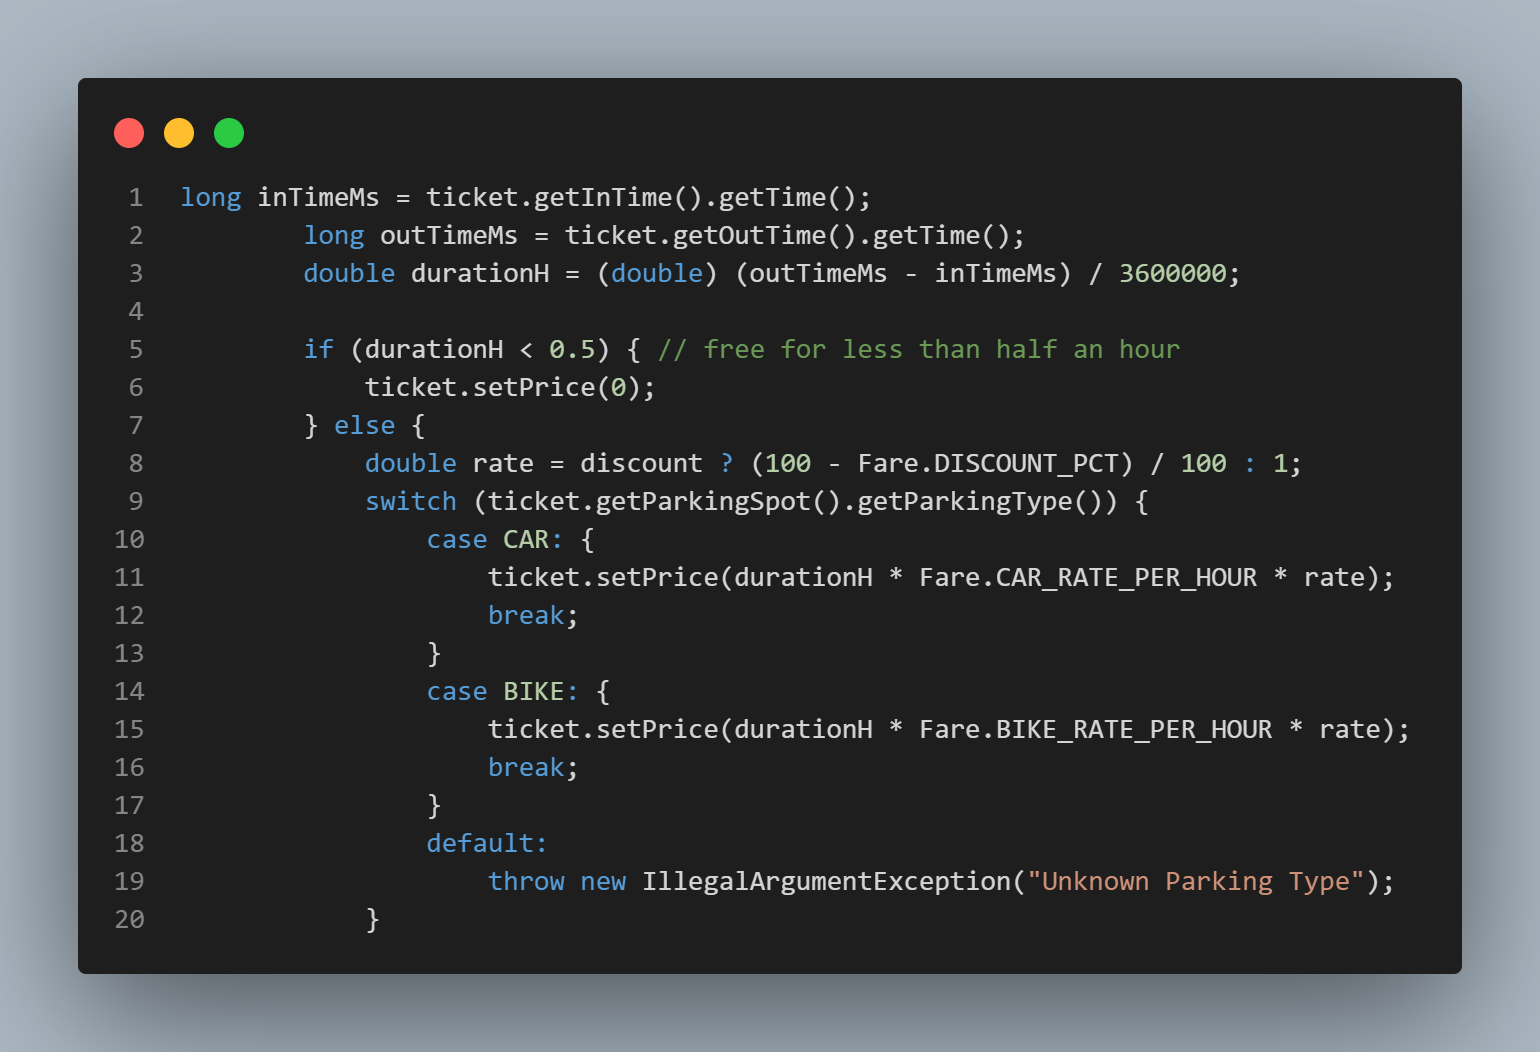 1 long inTimeMs = ticket.getInTime().getTime();
2         long outTimeMs = ticket.getOutTime().getTime();
3         double durationH = (double) (outTimeMs - inTimeMs) / 3600000;
4
5         if (durationH < 0.5) { // free for less than half an hour
6             ticket.setPrice(0);
7         } else {
8             double rate = discount ? (100 - Fare.DISCOUNT_PCT) / 100 : 1;
9             switch (ticket.getParkingSpot().getParkingType()) {
10                 case CAR: {
11                     ticket.setPrice(durationH * Fare.CAR_RATE_PER_HOUR * rate);
12                     break;
13                 }
14                 case BIKE: {
15                     ticket.setPrice(durationH * Fare.BIKE_RATE_PER_HOUR * rate);
16                     break;
17                 }
18                 default:
19                     throw new IllegalArgumentException("Unknown Parking Type");
20             }